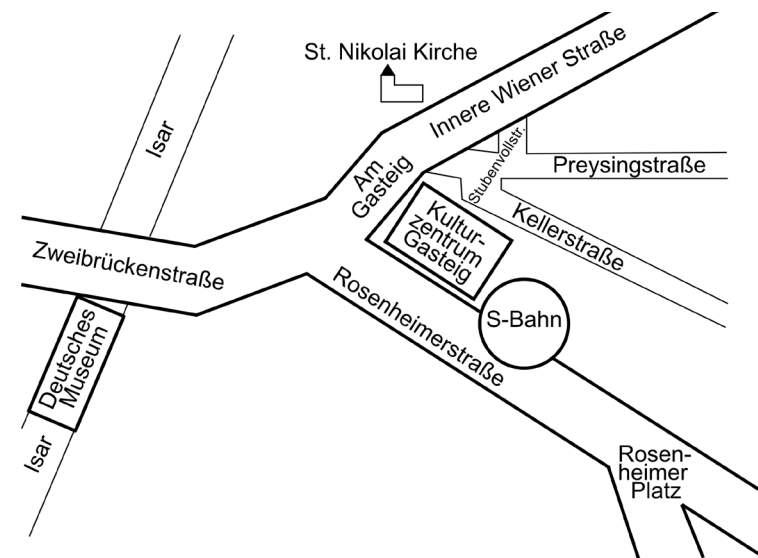 St. Nikolai Kirche
Innere Wiener Straße
Isar
Am
Gasteig
Stubenvollstr.
Preysingstraße
Kultur-
zentrum
Gasteig
Kellerstraße
Zweibrückenstraße
Rosenheimerstraße
S-Bahn
Deutsches
Museum
Isar
Rosen-
heimer
Platz